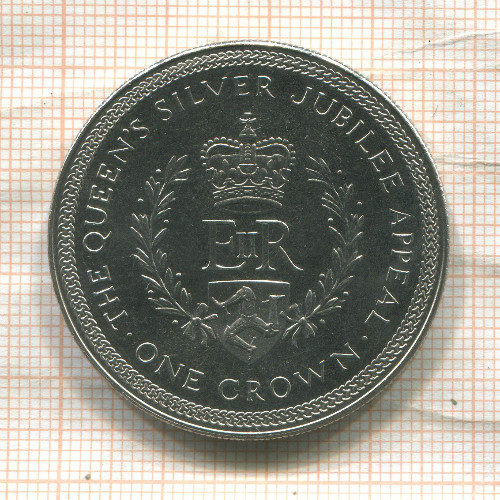 · THE QUEEN'S SILVER JUBILEE APPEAL ·
EIIR
ONE CROWN